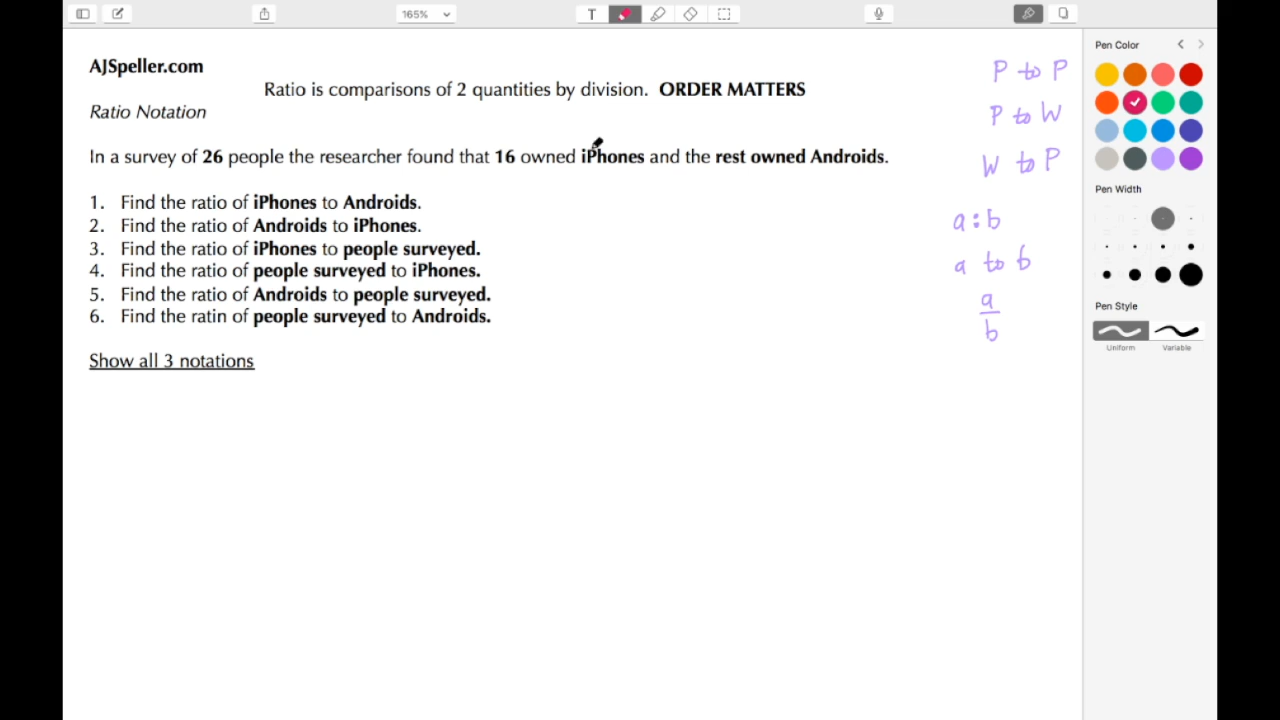 165%
T
AJSpeller.com
Ratio is comparisons of 2 quantities by division. ORDER MATTERS
Ratio Notation
In a survey of 26 people the researcher found that 16 owned iPhones and the rest owned Androids.
1. Find the ratio of iPhones to Androids.
2. Find the ratio of Androids to iPhones.
3. Find the ratio of iPhones to people surveyed.
4. Find the ratio of people surveyed to iPhones.
5. Find the ratio of Androids to people surveyed.
6. Find the ratin of people surveyed to Androids.
Show all 3 notations
P to P
P to W
W to P
a:b
a to b
a
b
Pen Color
Pen Width
Pen Style
Uniform Variable